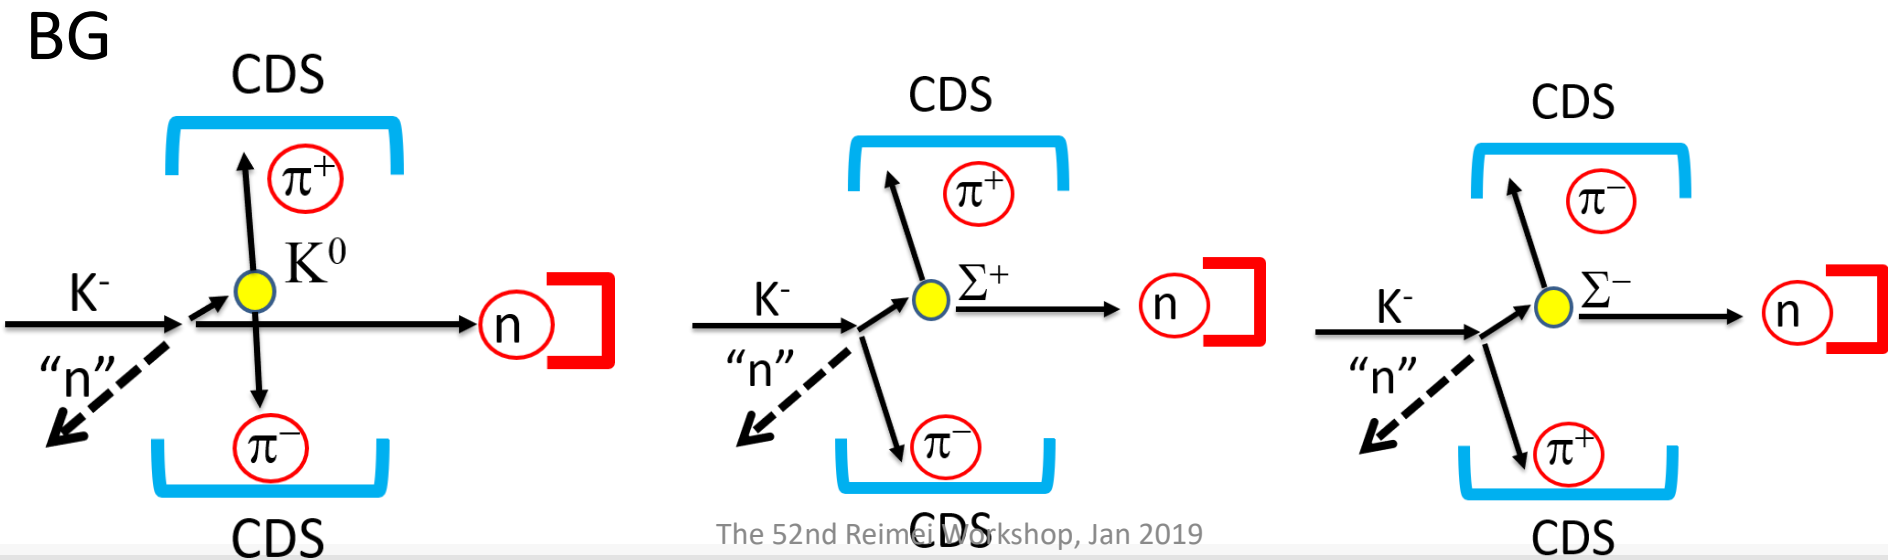 BG
CDS
π+
K0
K-
n
“n”
π−
CDS
CDS
π+
Σ+
K-
n
“n”
π−
CDS
CDS
π−
Σ−
K-
n
“n”
π+
CDS
The 52nd Reimei Workshop, Jan 2019